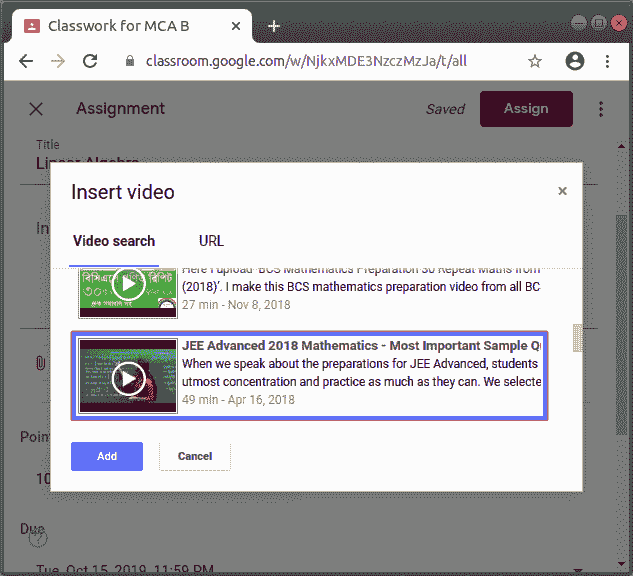 Classwork for MCA B
classroom.google.com/w/NjkxMDE3NzczMzJa/t/all
Assignment
Saved
Assign
Title
Linear Algebra
Insert video
Video search
URL
Here I upload 'BCS Mathematics Preparation 30 Repeat Maths from
(2018)'. I make this BCS mathematics preparation video from all BC
27 min - Nov 8, 2018
JEE Advanced 2018 Mathematics - Most Important Sample Q
When we speak about the preparations for JEE Advanced, students
utmost concentration and practice as much as they can. We selecte
49 min - Apr 16, 2018
Add
Cancel
In
Poin
10
Due
Tue, Oct 15, 2019, 11:59 PM